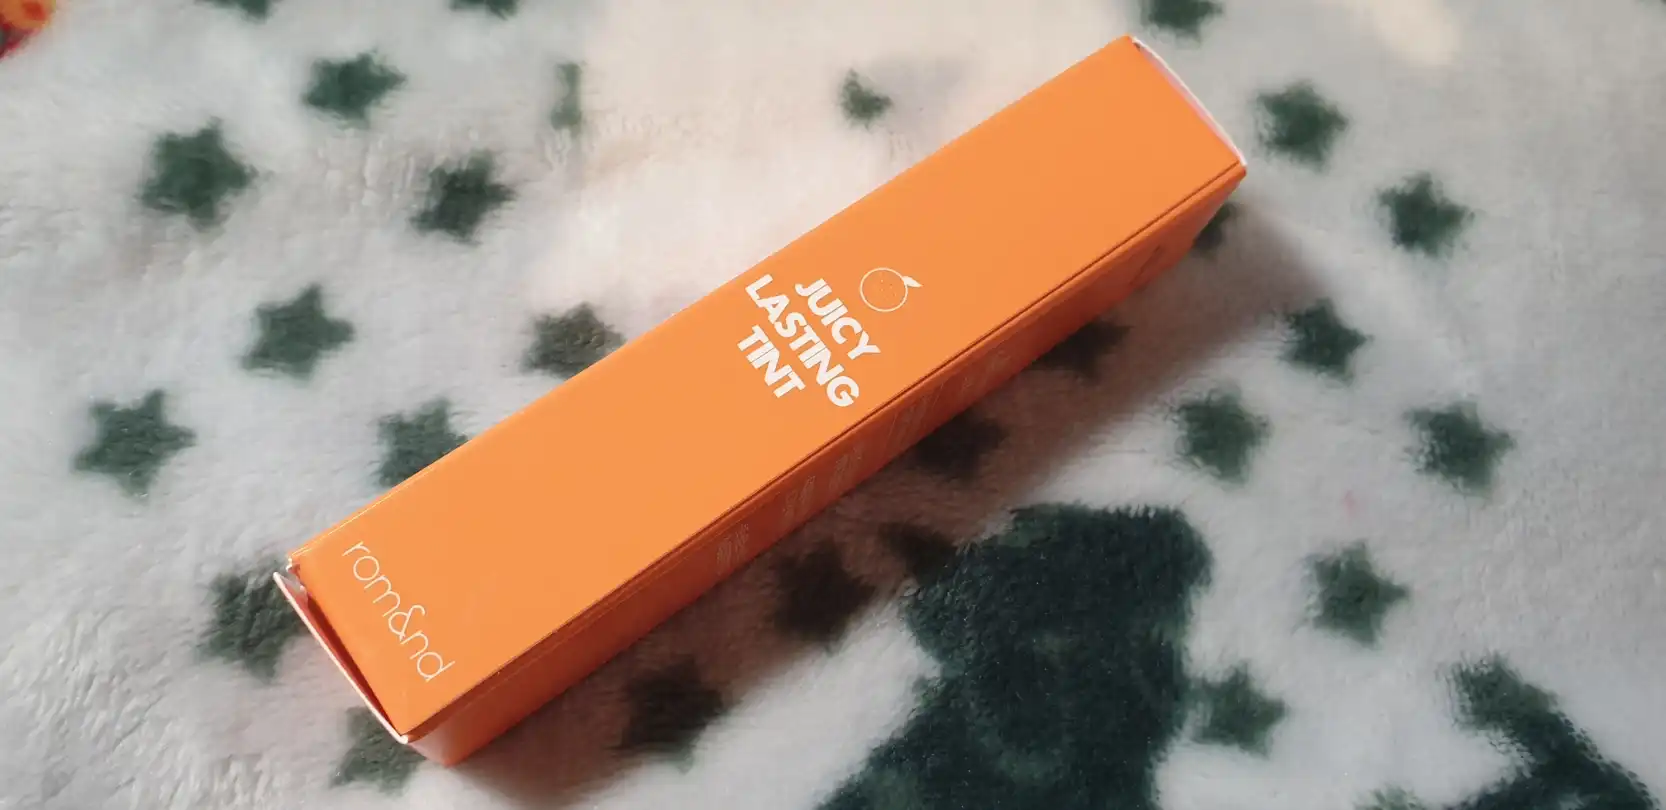 JUICY
LASTING
TINT
rom&nd